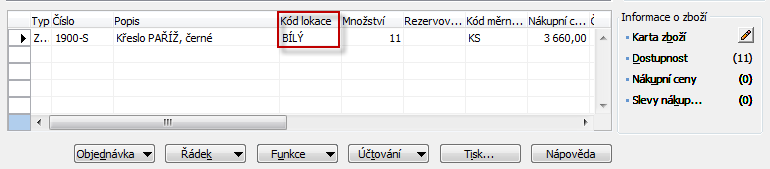 Typ Číslo Popis Kód lokace Množství Rezervov... Kód měrn... Nákupní c... Č
Z... 1900-S Křeslo PAŘÍŽ, černé BÍLÝ 11 KS 3 660,00
Informace o zboží
Karta zboží
Dostupnost (11)
Nákupní ceny (0)
Slevy nákup... (0)
Objednávka Řádek Funkce Účtování Tisk... Nápověda